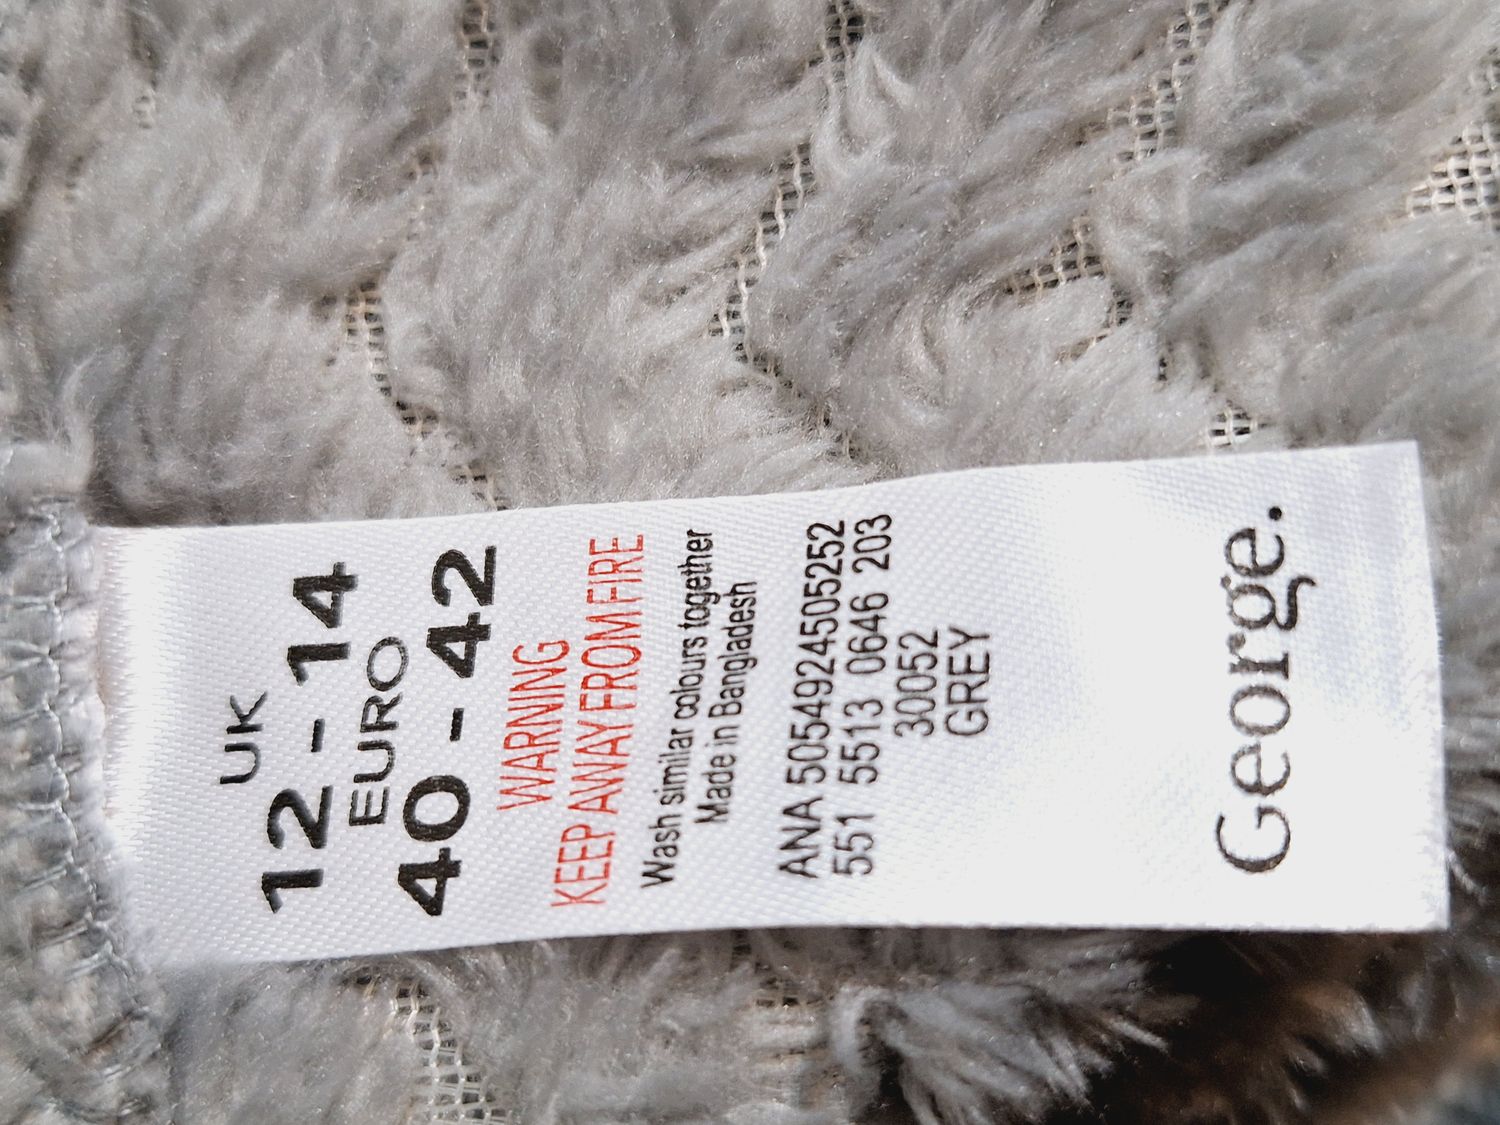 UK
12 - 14
EURO
40 - 42
WARNING
KEEP AWAY FROM FIRE
Wash similar colours together
Made in Bangladesh
ANA 5054924505252
551 5513 0646 203
30052
GREY
George.